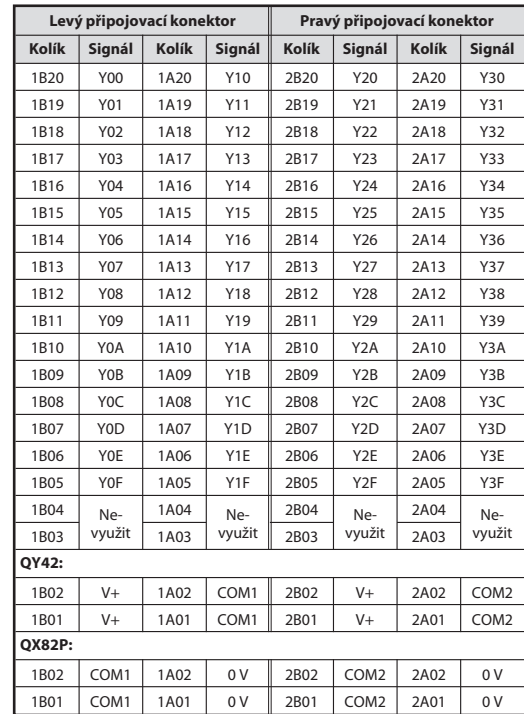 Levý připojovací konektor Pravý připojovací konektor
Kolík Signál Kolík Signál Kolík Signál Kolík Signál
1B20 Y00 1A20 Y10 2B20 Y20 2A20 Y30
1B19 Y01 1A19 Y11 2B19 Y21 2A19 Y31
1B18 Y02 1A18 Y12 2B18 Y22 2A18 Y32
1B17 Y03 1A17 Y13 2B17 Y23 2A17 Y33
1B16 Y04 1A16 Y14 2B16 Y24 2A16 Y34
1B15 Y05 1A15 Y15 2B15 Y25 2A15 Y35
1B14 Y06 1A14 Y16 2B14 Y26 2A14 Y36
1B13 Y07 1A13 Y17 2B13 Y27 2A13 Y37
1B12 Y08 1A12 Y18 2B12 Y28 2A12 Y38
1B11 Y09 1A11 Y19 2B11 Y29 2A11 Y39
1B10 Y0A 1A10 Y1A 2B10 Y2A 2A10 Y3A
1B09 Y0B 1A09 Y1B 2B09 Y2B 2A09 Y3B
1B08 Y0C 1A08 Y1C 2B08 Y2C 2A08 Y3C
1B07 Y0D 1A07 Y1D 2B07 Y2D 2A07 Y3D
1B06 Y0E 1A06 Y1E 2B06 Y2E 2A06 Y3E
1B05 Y0F 1A05 Y1F 2B05 Y2F 2A05 Y3F
1B04 Ne- 1A04 Ne- 2B04 Ne- 2A04 Ne-
1B03 využit 1A03 využit 2B03 využit 2A03 využit
QY42:
1B02 V+ 1A02 COM1 2B02 V+ 2A02 COM2
1B01 V+ 1A01 COM1 2B01 V+ 2A01 COM2
QX82P:
1B02 COM1 1A02 0 V 2B02 COM2 2A02 0 V
1B01 COM1 1A01 0 V 2B01 COM2 2A01 0 V